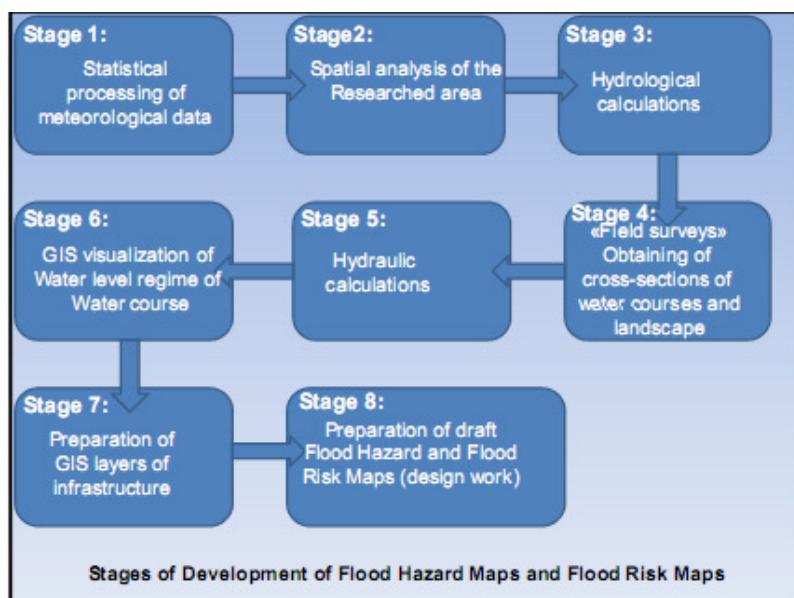 Stage 1:
Statistical
processing of
meteorological data
Stage2:
Spatial analysis of the
Researched area
Stage 3:
Hydrological
calculations
Stage 4:
«Field surveys»
Obtaining of
cross-sections of
water courses and
landscape
Stage 5:
Hydraulic
calculations
Stage 6:
GIS visualization of
Water level regime of
Water course
Stage 7:
Preparation of
GIS layers of
infrastructure
Stage 8:
Preparation of draft
Flood Hazard and Flood
Risk Maps (design work)
Stages of Development of Flood Hazard Maps and Flood Risk Maps